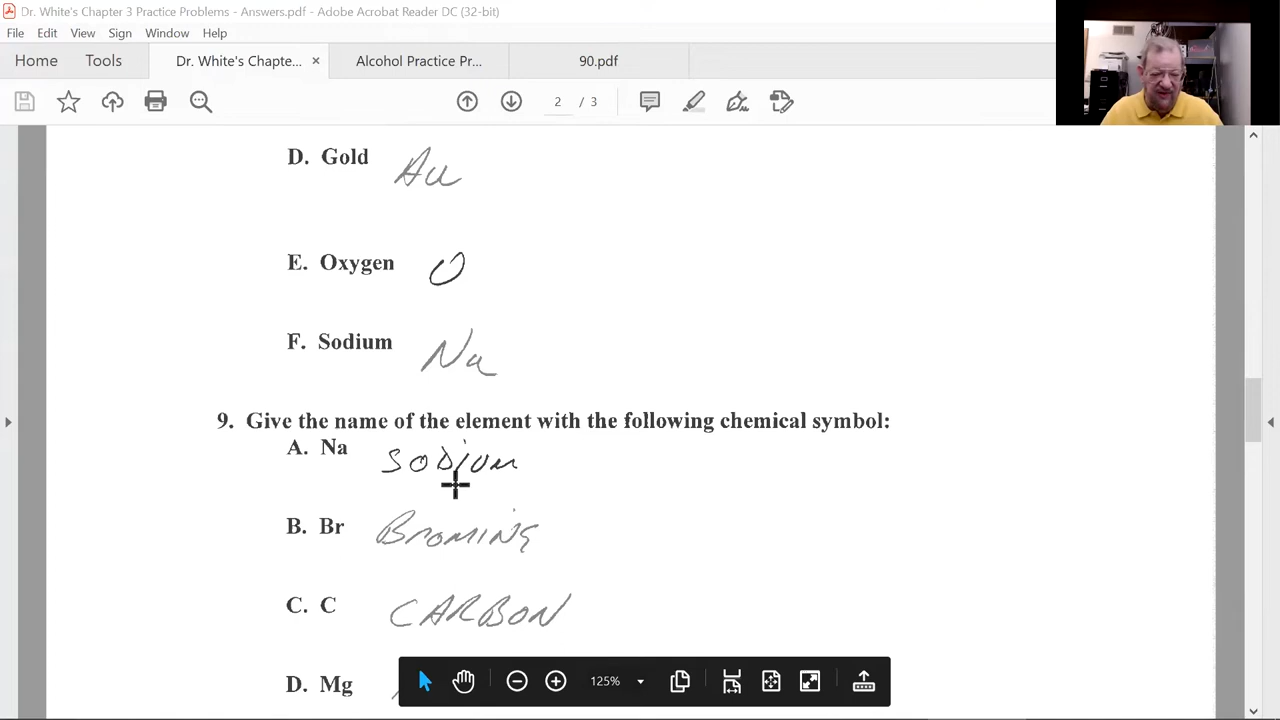 Dr. White's Chapter 3 Practice Problems - Answers.pdf - Adobe Acrobat Reader DC (32-bit)
File Edit View Sign Window Help
Home Tools Dr. White's Chapte... × Alcohol Practice Pr... 90.pdf
2 / 3
D. Gold Au
E. Oxygen O
F. Sodium Na
9. Give the name of the element with the following chemical symbol:
A. Na SODIUM
B. Br Bromine
C. C CARBON
D. Mg
125%